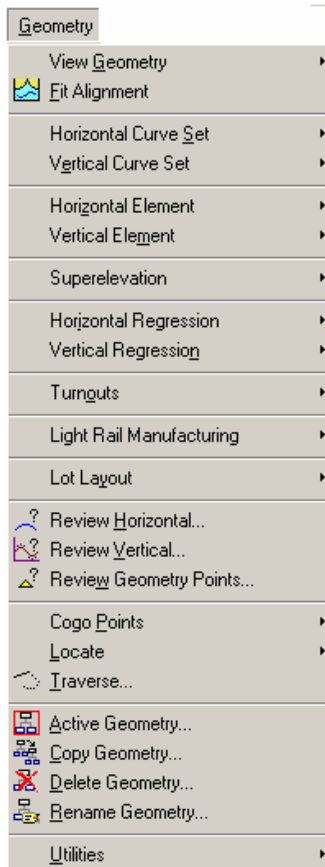 Geometry
View Geometry
Fit Alignment
Horizontal Curve Set
Vertical Curve Set
Horizontal Element
Vertical Element
Superelevation
Horizontal Regression
Vertical Regression
Turnouts
Light Rail Manufacturing
Lot Layout
Review Horizontal...
Review Vertical...
Review Geometry Points...
Cogo Points
Locate
Traverse...
Active Geometry...
Copy Geometry...
Delete Geometry...
Rename Geometry...
Utilities